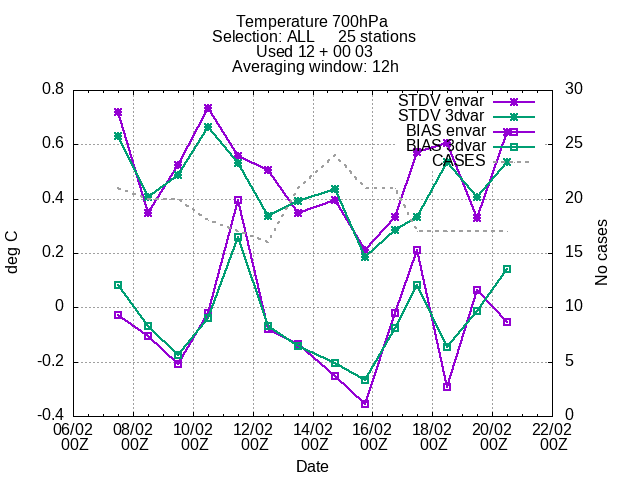 Temperature 700hPa
Selection: ALL 25 stations
Used 12 + 00 03
Averaging window: 12h
0.8 30
STDV envar
STDV 3dvar
BIAS envar
0.6 25
BIAS 3dvar
CASES
0.4 20
deg C
No cases
0.2 15
0 10
-0.2 5
-0.4 0
06/02 08/02 10/02 12/02 14/02 16/02 18/02 20/02 22/02
00Z 00Z 00Z 00Z 00Z 00Z 00Z 00Z 00Z
Date